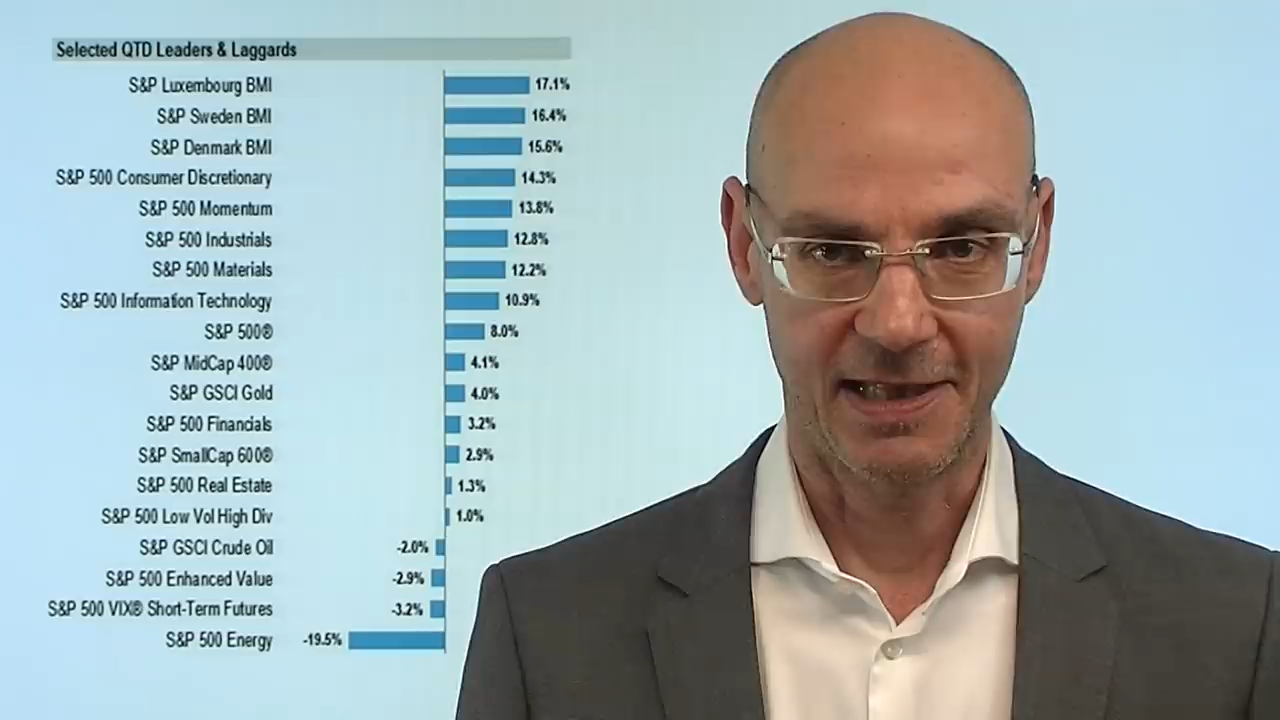 Selected QTD Leaders & Laggards
S&P Luxembourg BMI 17.1%
S&P Sweden BMI 16.4%
S&P Denmark BMI 15.6%
S&P 500 Consumer Discretionary 14.3%
S&P 500 Momentum 13.8%
S&P 500 Industrials 12.8%
S&P 500 Materials 12.2%
S&P 500 Information Technology 10.9%
S&P 500® 8.0%
S&P MidCap 400® 4.1%
S&P GSCI Gold 4.0%
S&P 500 Financials 3.2%
S&P SmallCap 600® 2.9%
S&P 500 Real Estate 1.3%
S&P 500 Low Vol High Div 1.0%
S&P GSCI Crude Oil -2.0%
S&P 500 Enhanced Value -2.9%
S&P 500 VIX® Short-Term Futures -3.2%
S&P 500 Energy -19.5%